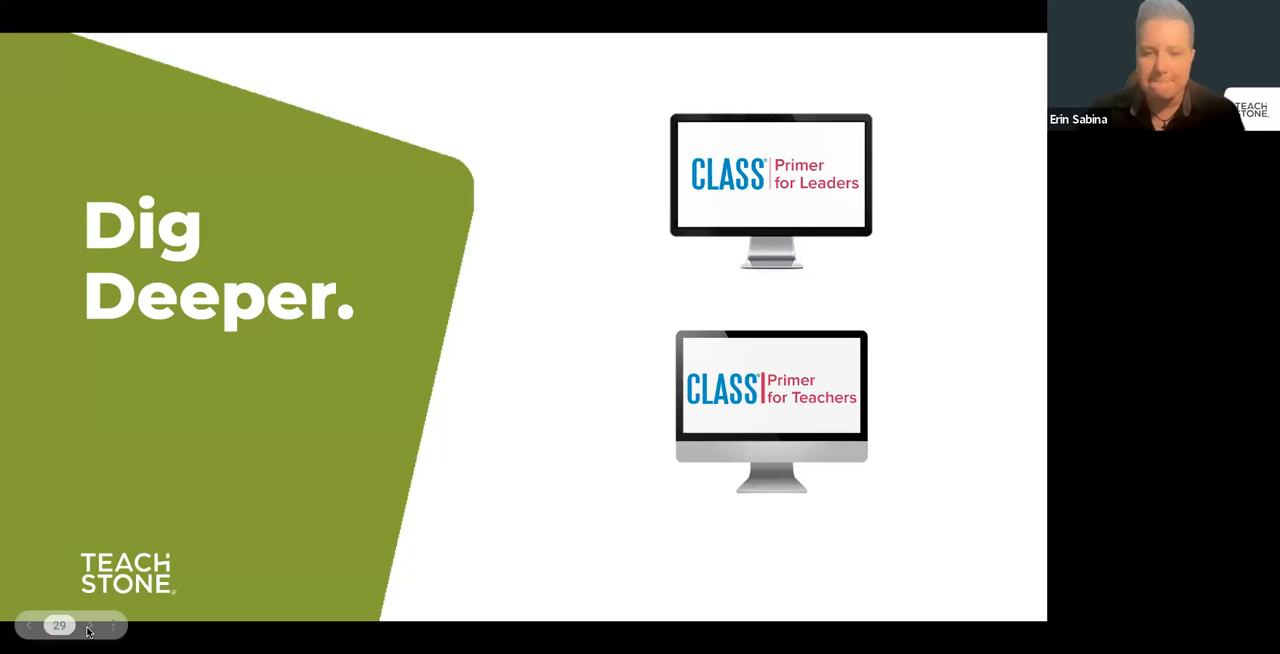 Dig
Deeper.
CLASS® Primer
for Leaders
CLASS® Primer
for Teachers
TEACH
STONE®
29
Erin Sabina
TEACH
STONE